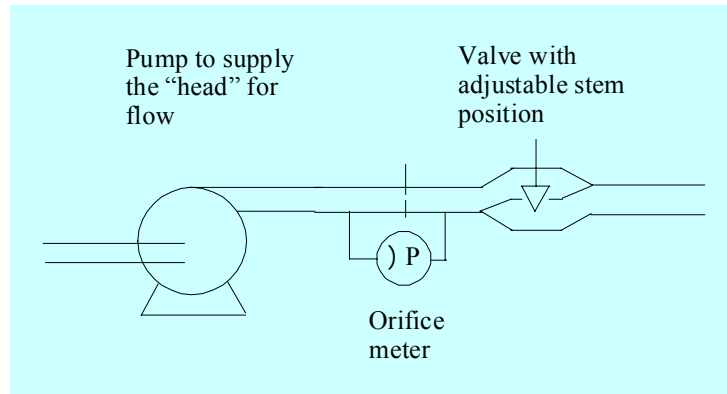 Pump to supply
the “head” for
flow
Valve with
adjustable stem
position
) P
Orifice
meter